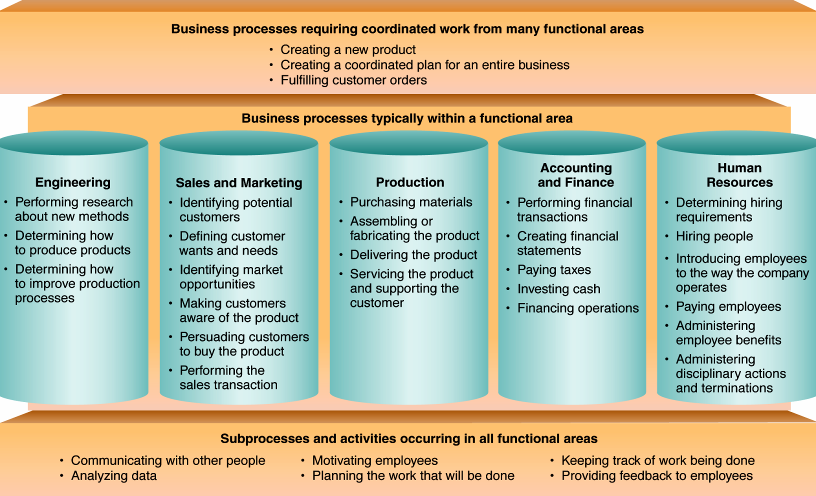 Business processes requiring coordinated work from many functional areas
• Creating a new product
• Creating a coordinated plan for an entire business
• Fulfilling customer orders
Business processes typically within a functional area
Engineering
• Performing research
about new methods
• Determining how
to produce products
• Determining how
to improve production
processes
Sales and Marketing
• Identifying potential
customers
• Defining customer
wants and needs
• Identifying market
opportunities
• Making customers
aware of the product
• Persuading customers
to buy the product
• Performing the
sales transaction
Production
• Purchasing materials
• Assembling or
fabricating the product
• Delivering the product
• Servicing the product
and supporting the
customer
Accounting
and Finance
• Performing financial
transactions
• Creating financial
statements
• Paying taxes
• Investing cash
• Financing operations
Human
Resources
• Determining hiring
requirements
• Hiring people
• Introducing employees
to the way the company
operates
• Paying employees
• Administering
employee benefits
• Administering
disciplinary actions
and terminations
Subprocesses and activities occurring in all functional areas
• Communicating with other people
• Analyzing data
• Motivating employees
• Planning the work that will be done
• Keeping track of work being done
• Providing feedback to employees